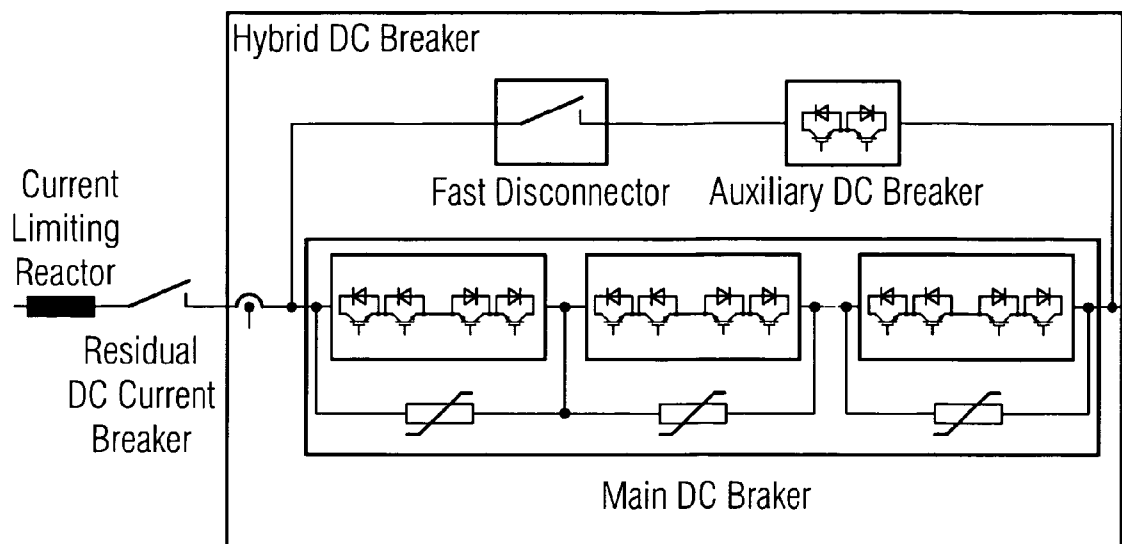 Hybrid DC Breaker
Fast Disconnector
Auxiliary DC Breaker
Current
Limiting
Reactor
Residual
DC Current
Breaker
Main DC Braker